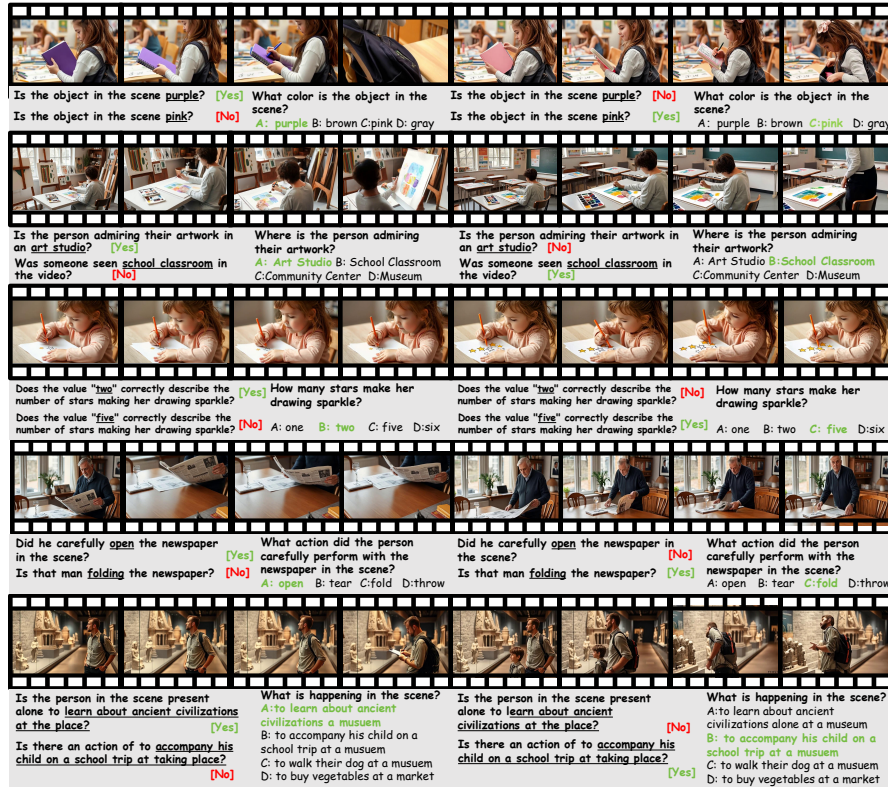 Is the object in the scene purple? [Yes]
Is the object in the scene pink? [No]
What color is the object in the
scene?
A: purple B: brown C:pink D: gray
Is the object in the scene purple? [No]
Is the object in the scene pink? [Yes]
What color is the object in the
scene?
A: purple B: brown C:pink D: gray
Is the person admiring their artwork in
an art studio? [Yes]
Was someone seen school classroom in
the video? [No]
Where is the person admiring
their artwork?
A: Art Studio B: School Classroom
C:Community Center D:Museum
Is the person admiring their artwork in
an art studio? [No]
Was someone seen school classroom in
the video? [Yes]
Where is the person admiring
their artwork?
A: Art Studio B:School Classroom
C:Community Center D:Museum
Does the value "two" correctly describe the
number of stars making her drawing sparkle? [Yes]
Does the value "five" correctly describe the
number of stars making her drawing sparkle? [No]
How many stars make her
drawing sparkle?
A: one B: two C: five D:six
Does the value "two" correctly describe the
number of stars making her drawing sparkle? [No]
Does the value "five" correctly describe the
number of stars making her drawing sparkle? [Yes]
How many stars make her
drawing sparkle?
A: one B: two C: five D:six
Did he carefully open the newspaper
in the scene? [Yes]
Is that man folding the newspaper? [No]
What action did the person
carefully perform with the
newspaper in the scene?
A: open B: tear C:fold D:throw
Did he carefully open the newspaper in
the scene? [No]
Is that man folding the newspaper? [Yes]
What action did the person
carefully perform with the
newspaper in the scene?
A: open B: tear C:fold D:throw
Is the person in the scene present
alone to learn about ancient civilizations
at the place? [Yes]
Is there an action of to accompany his
child on a school trip at taking place?
[No]
What is happening in the scene?
A:to learn about ancient
civilizations a musuem
B: to accompany his child on a
school trip at a musuem
C: to walk their dog at a musuem
D: to buy vegetables at a market
Is the person in the scene present
alone to learn about ancient
civilizations at the place? [No]
Is there an action of to accompany his
child on a school trip at taking place?
[Yes]
What is happening in the scene?
A:to learn about ancient
civilizations alone at a museum
B: to accompany his child on a
school trip at a musuem
C: to walk their dog at a musuem
D: to buy vegetables at a market